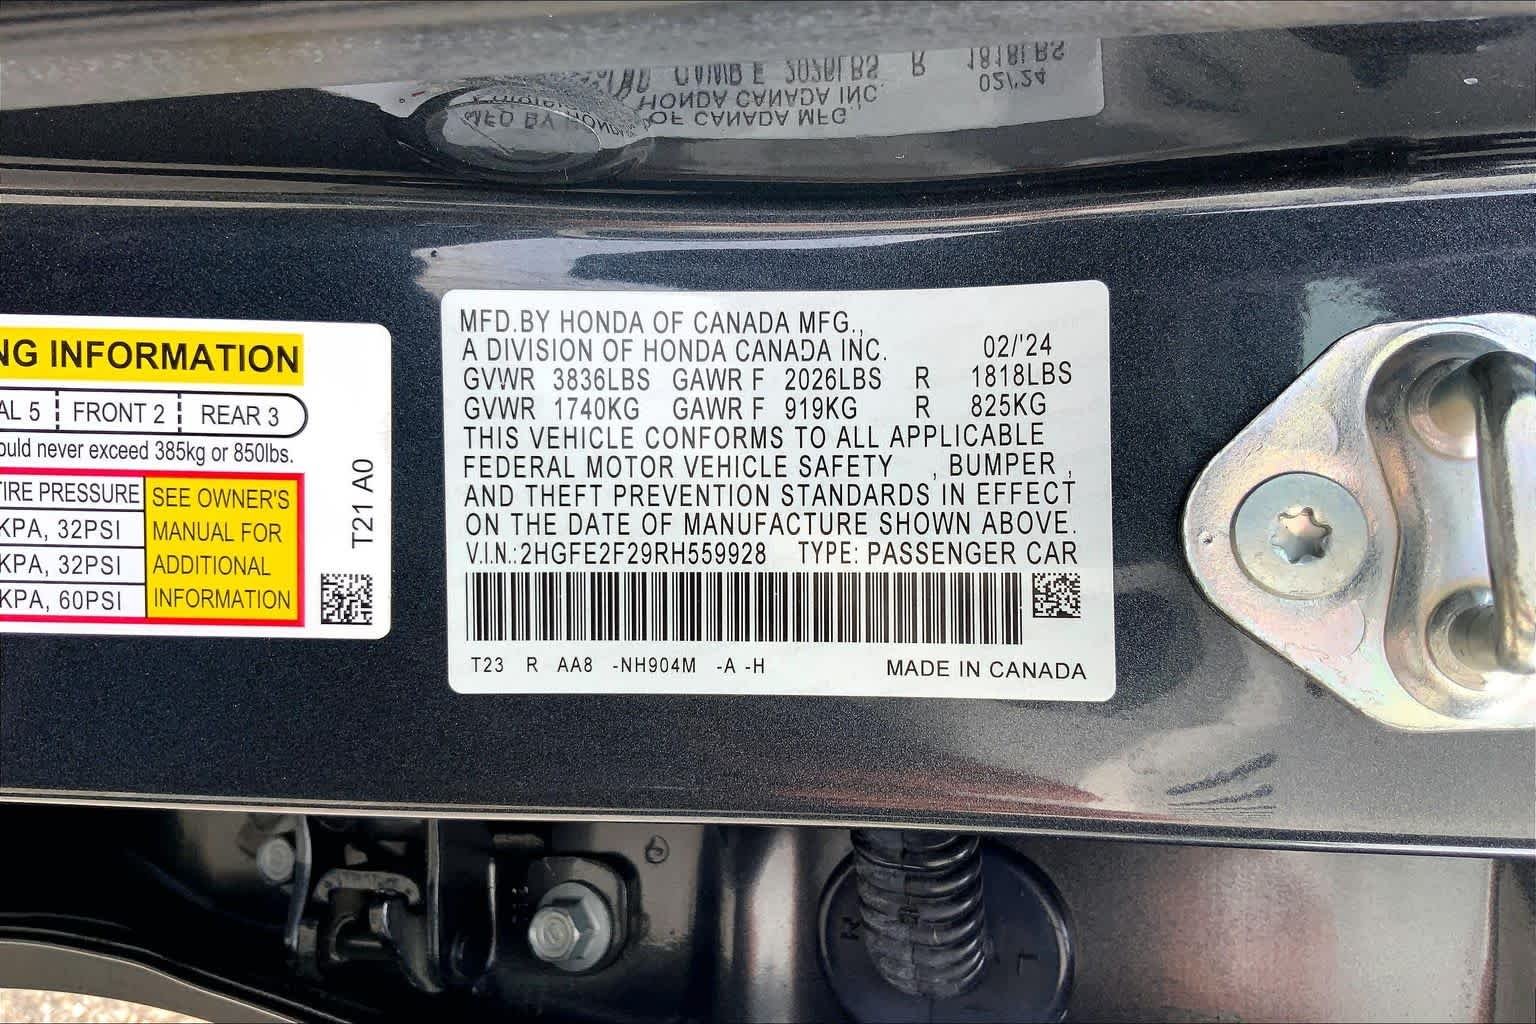 NG INFORMATION
AL 5 FRONT 2 REAR 3
ould never exceed 385kg or 850lbs.
TIRE PRESSURE
KPA, 32PSI
KPA, 32PSI
KPA, 60PSI
SEE OWNER'S
MANUAL FOR
ADDITIONAL
INFORMATION
T21 A0
MFD.BY HONDA OF CANADA MFG.,
A DIVISION OF HONDA CANADA INC. 02/'24
GVWR 3836LBS GAWR F 2026LBS R 1818LBS
GVWR 1740KG GAWR F 919KG R 825KG
THIS VEHICLE CONFORMS TO ALL APPLICABLE
FEDERAL MOTOR VEHICLE SAFETY , BUMPER ,
AND THEFT PREVENTION STANDARDS IN EFFECT
ON THE DATE OF MANUFACTURE SHOWN ABOVE.
V.I.N.:2HGFE2F29RH559928 TYPE: PASSENGER CAR
T23 R AA8 -NH904M -A -H MADE IN CANADA